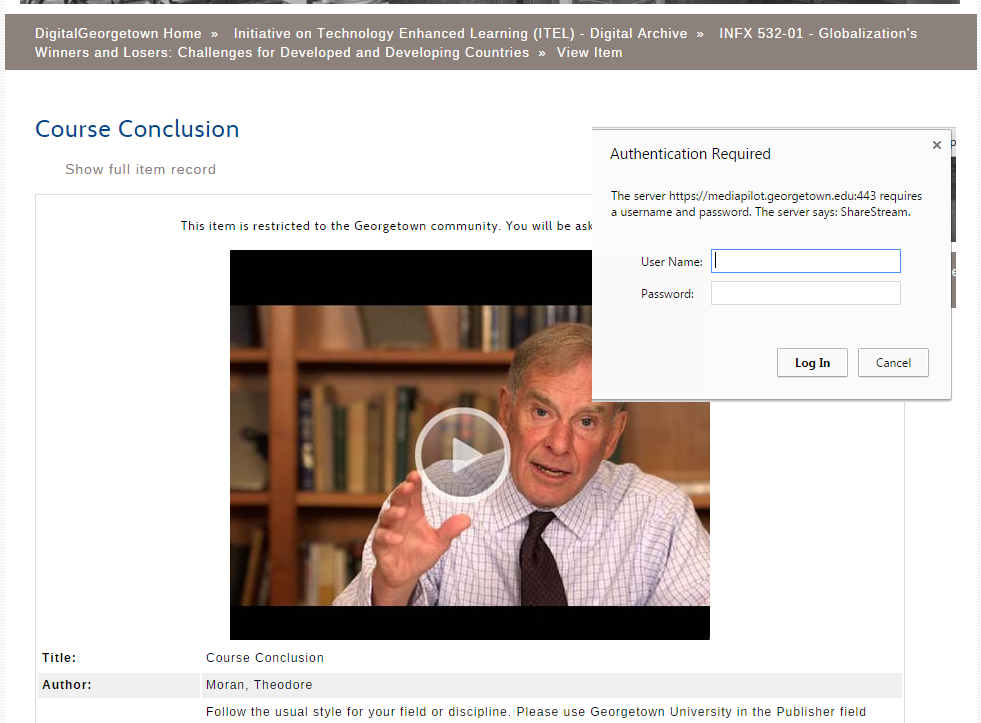 DigitalGeorgetown Home » Initiative on Technology Enhanced Learning (ITEL) - Digital Archive » INFX 532-01 - Globalization's
Winners and Losers: Challenges for Developed and Developing Countries » View Item
Course Conclusion
Show full item record
This item is restricted to the Georgetown community. You will be ask
Authentication Required
The server https://mediapilot.georgetown.edu:443 requires
a username and password. The server says: ShareStream.
User Name:
Password:
Log In Cancel
Title: Course Conclusion
Author: Moran, Theodore
Follow the usual style for your field or discipline. Please use Georgetown University in the Publisher field